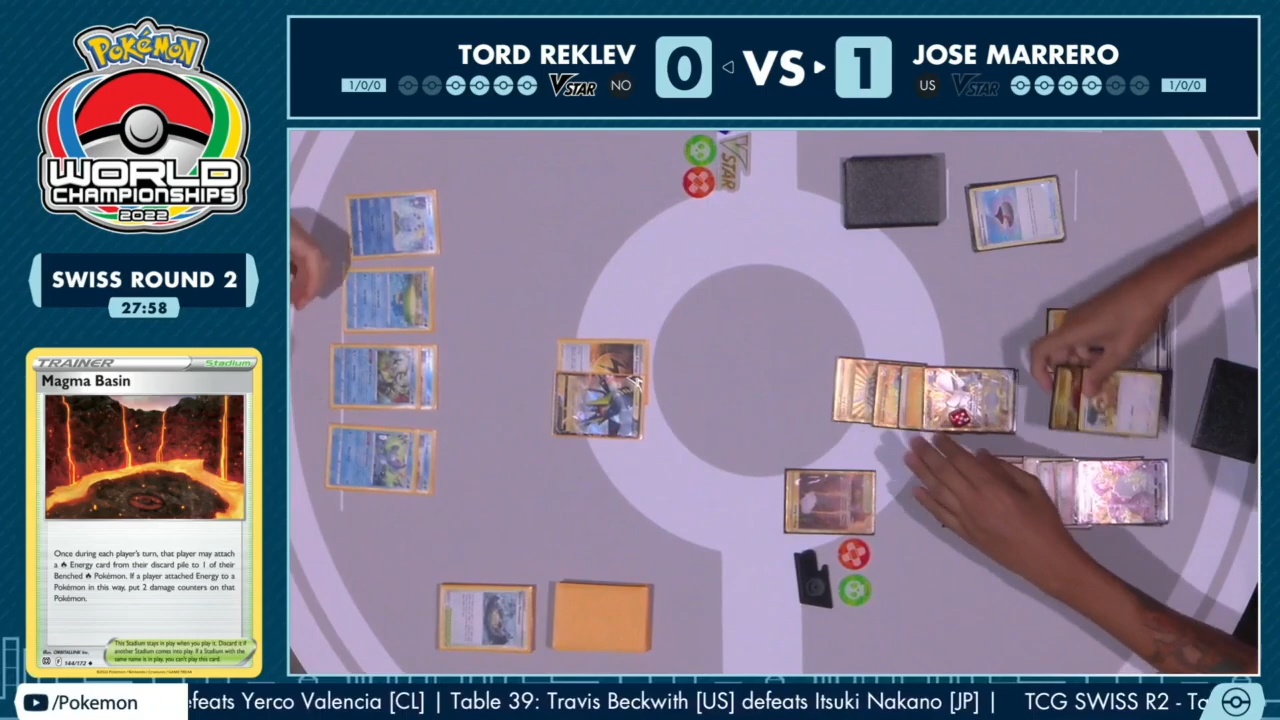 Pokémon
WORLD
CHAMPIONSHIPS
2022
TORD REKLEV
0
VS
1
JOSE MARRERO
1/0/0
VSTAR
NO
US
VSTAR
1/0/0
SWISS ROUND 2
27:58
TRAINER
Stadium
Magma Basin
Once during each player's turn, that player may attach
a Energy card from their discard pile to 1 of their
Benched Pokémon. If a player attached Energy to a
Pokémon in this way, put 2 damage counters on that
Pokémon.
This Stadium stays in play when you play it. Discard it if
another Stadium comes into play. If a Stadium with the
same name is in play, you can't play this card.
144/172
VSTAR
/Pokemon
efeats Yerco Valencia [CL] | Table 39: Travis Beckwith [US] defeats Itsuki Nakano [JP] |
TCG SWISS R2 - Ta